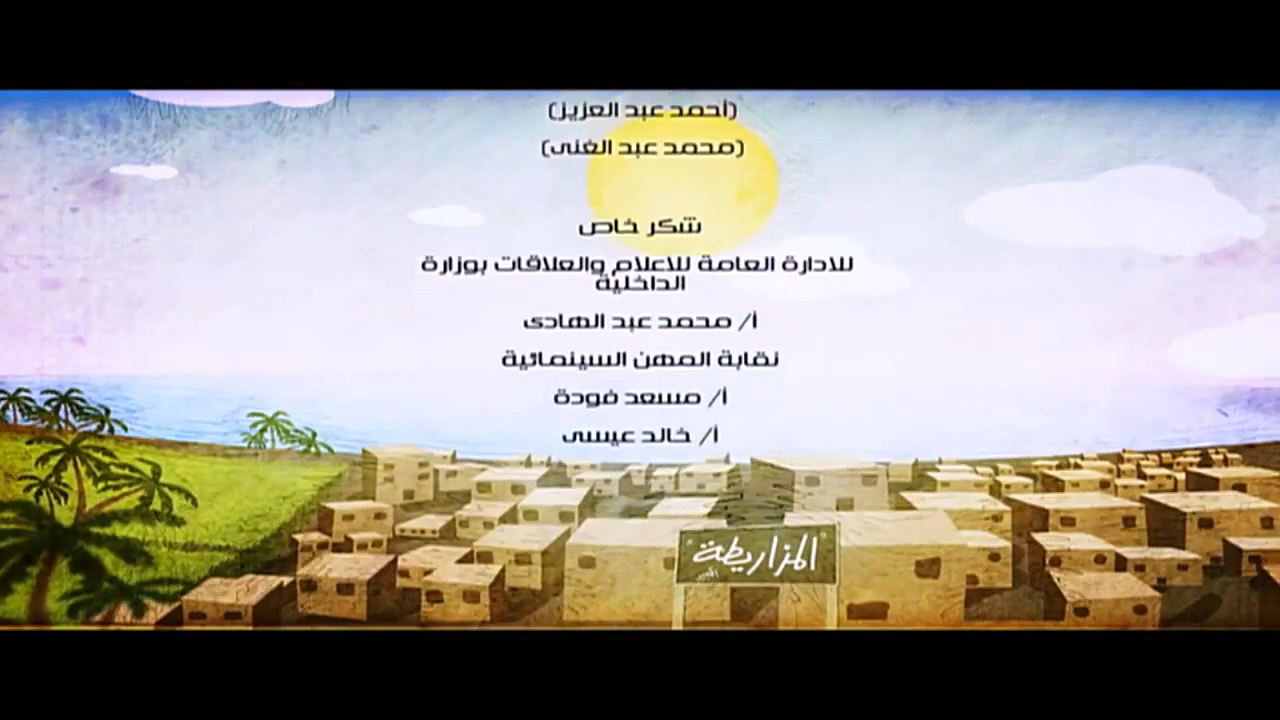 (أحمد عبد العزيز)
(محمد عبد الغنى)
شكر خاص
للادارة العامة للاعلام والعلاقات بوزارة
الداخلية
أ/ محمد عبد الهادى
نقابة المهن السينمائية
أ/ مسعد فودة
أ/ خالد عيسى
المزاريطة